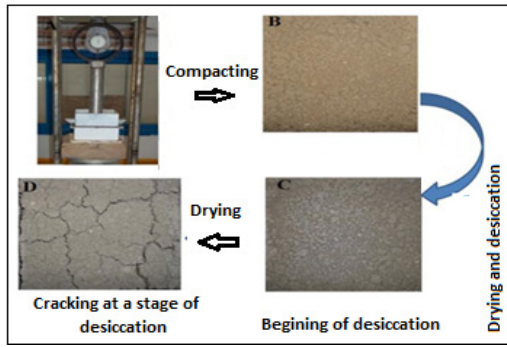 A
Compacting
B
Drying and desiccation
D
Drying
C
Cracking at a stage of
desiccation
Begining of desiccation